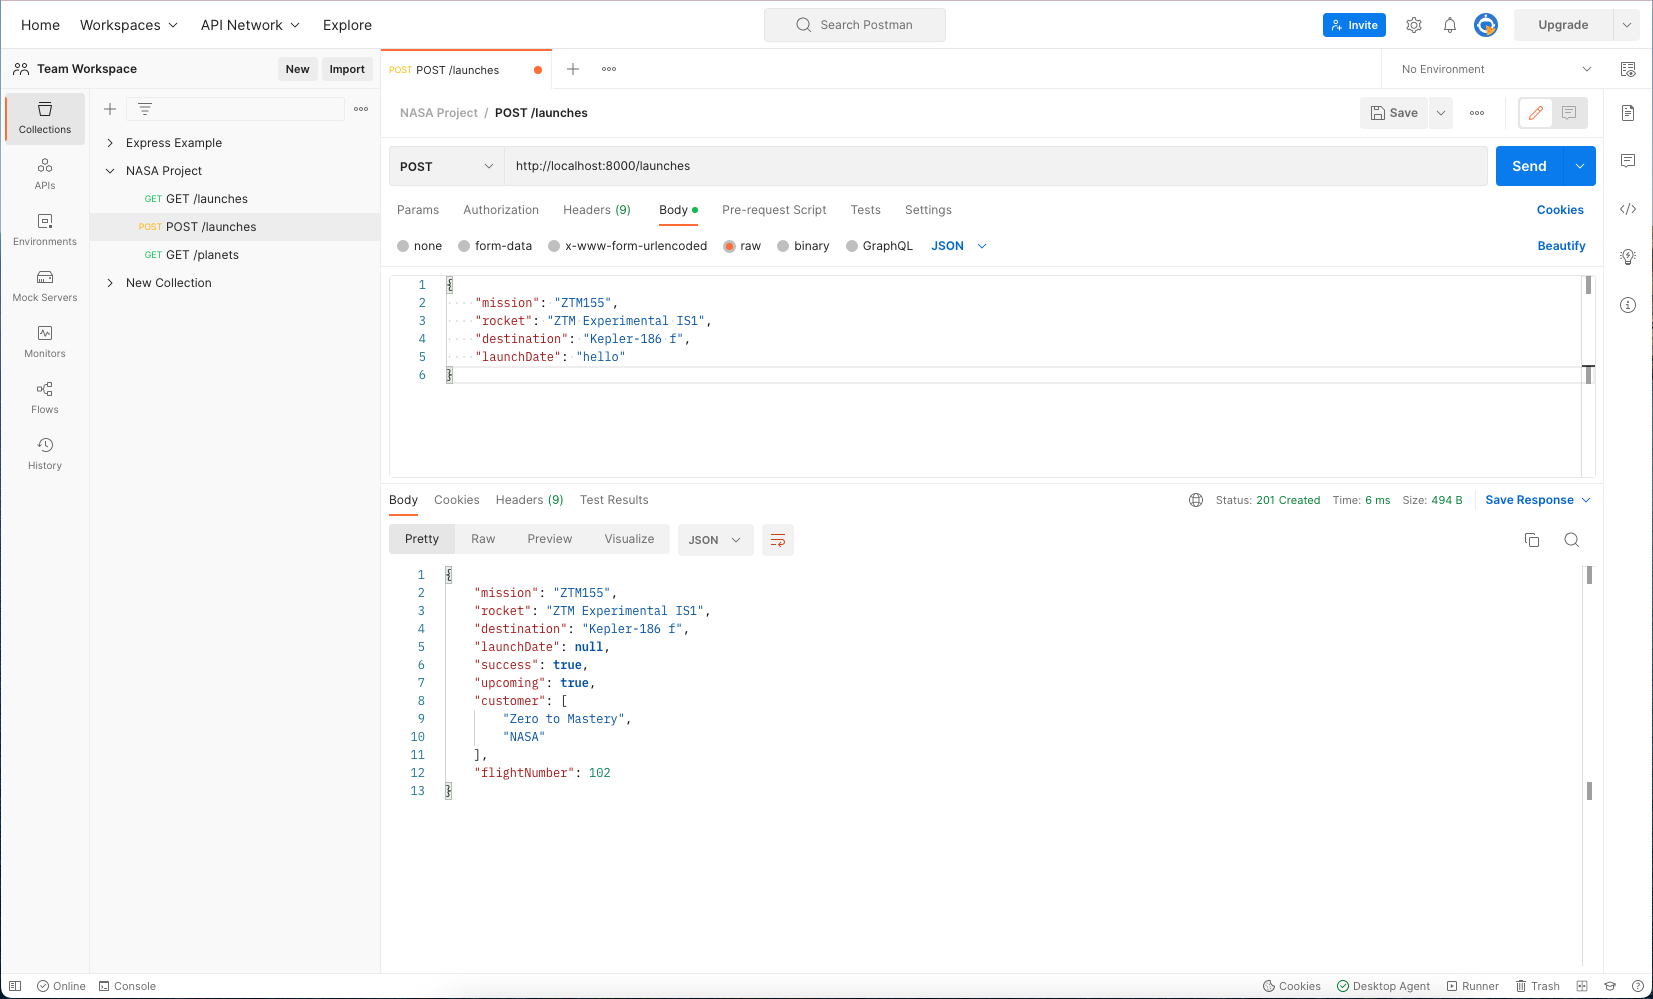 Home Workspaces API Network Explore Search Postman Invite Upgrade
Team Workspace New Import POST POST /launches No Environment
NASA Project / POST /launches Save
Collections
APIs
Environments
Mock Servers
Monitors
Flows
History
Express Example
NASA Project
GET GET /launches
POST POST /launches
GET GET /planets
New Collection
POST http://localhost:8000/launches Send
Params Authorization Headers (9) Body Pre-request Script Tests Settings Cookies
none form-data x-www-form-urlencoded raw binary GraphQL JSON Beautify
1 {
2 "mission": "ZTM155",
3 "rocket": "ZTM Experimental IS1",
4 "destination": "Kepler-186 f",
5 "launchDate": "hello"
6 }
Body Cookies Headers (9) Test Results Status: 201 Created Time: 6 ms Size: 494 B Save Response
Pretty Raw Preview Visualize JSON
1 {
2 "mission": "ZTM155",
3 "rocket": "ZTM Experimental IS1",
4 "destination": "Kepler-186 f",
5 "launchDate": null,
6 "success": true,
7 "upcoming": true,
8 "customer": [
9 "Zero to Mastery",
10 "NASA"
11 ],
12 "flightNumber": 102
13 }
Online Console Cookies Desktop Agent Runner Trash